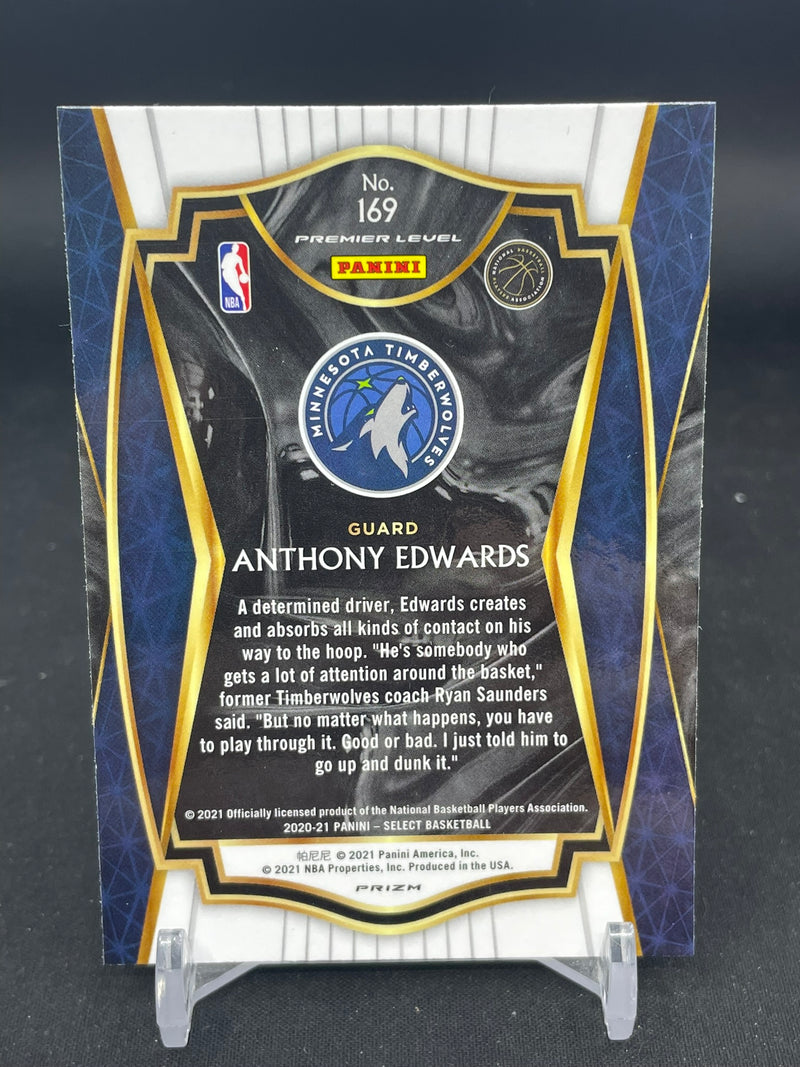 No.
169
PREMIER LEVEL
PANINI
NBA
NATIONAL BASKETBALL
PLAYERS ASSOCIATION
MINNESOTA TIMBERWOLVES
GUARD
ANTHONY EDWARDS
A determined driver, Edwards creates
and absorbs all kinds of contact on his
way to the hoop. "He's somebody who
gets a lot of attention around the basket,"
former Timberwolves coach Ryan Saunders
said. "But no matter what happens, you have
to play through it. Good or bad. I just told him to
go up and dunk it."
© 2021 Officially licensed product of the National Basketball Players Association.
2020-21 PANINI – SELECT BASKETBALL
帕尼尼 © 2021 Panini America, Inc.
© 2021 NBA Properties, Inc. Produced in the USA.
PRIZM